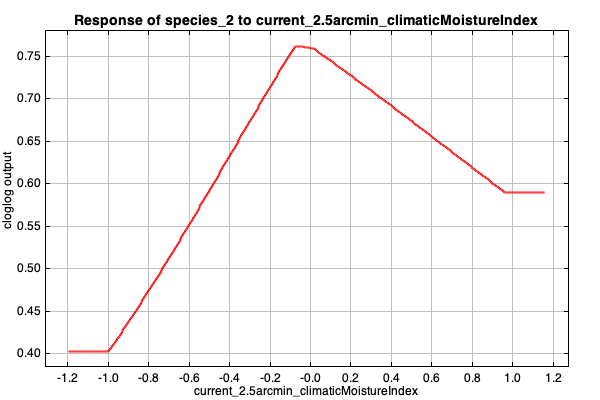 Response of species_2 to current_2.5arcmin_climaticMoistureIndex
cloglog output
0.75
0.70
0.65
0.60
0.55
0.50
0.45
0.40
-1.2 -1.0 -0.8 -0.6 -0.4 -0.2 -0.0 0.2 0.4 0.6 0.8 1.0 1.2
current_2.5arcmin_climaticMoistureIndex